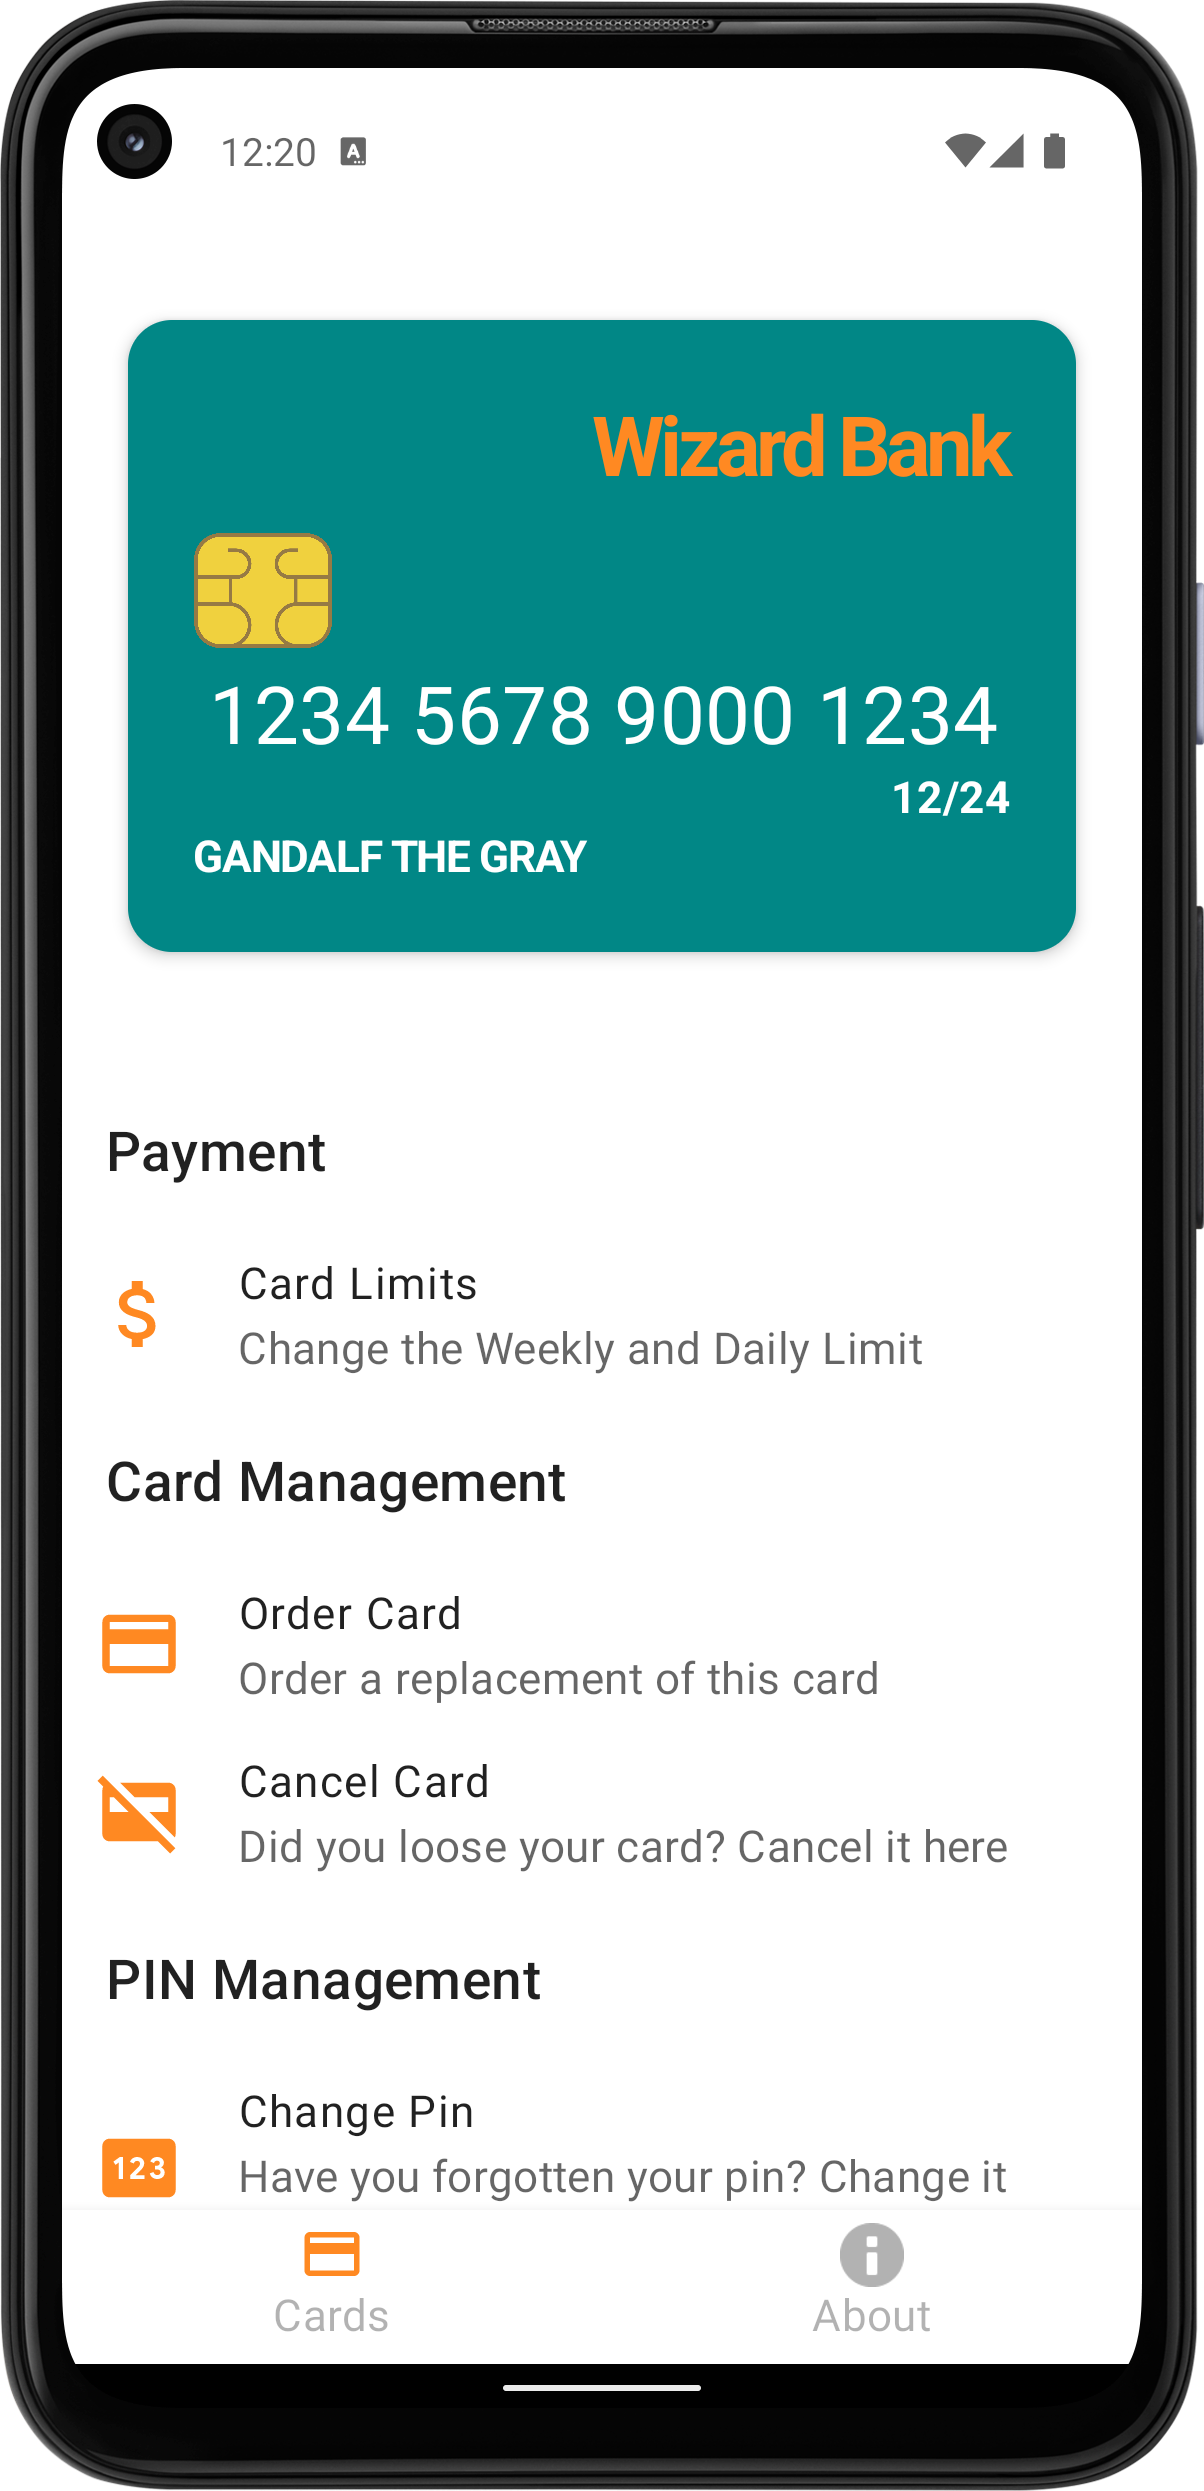 12:20
A
Wizard Bank
1234 5678 9000 1234
12/24
GANDALF THE GRAY
Payment
$
Card Limits
Change the Weekly and Daily Limit
Card Management
Order Card
Order a replacement of this card
Cancel Card
Did you loose your card? Cancel it here
PIN Management
Change Pin
123
Have you forgotten your pin? Change it
Cards
About